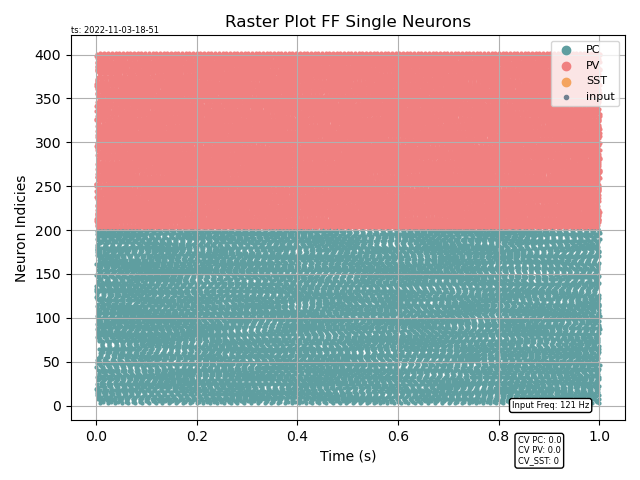 Raster Plot FF Single Neurons
ts: 2022-11-03-18-51
PC
PV
SST
input
400
350
300
250
200
150
100
50
0
Neuron Indicies
Input Freq: 121 Hz
0.0 0.2 0.4 0.6 0.8 1.0
Time (s)
CV PC: 0.0
CV PV: 0.0
CV_SST: 0